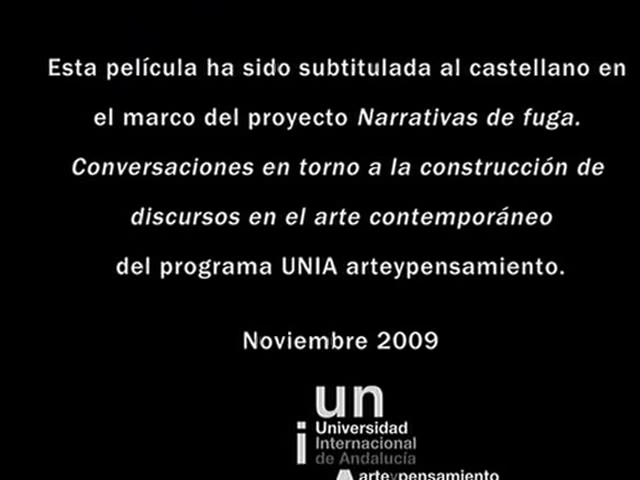 Esta película ha sido subtitulada al castellano en
el marco del proyecto Narrativas de fuga.
Conversaciones en torno a la construcción de
discursos en el arte contemporáneo
del programa UNIA arteypensamiento.
Noviembre 2009
un
i Universidad
Internacional
de Andalucía
arteypensamiento